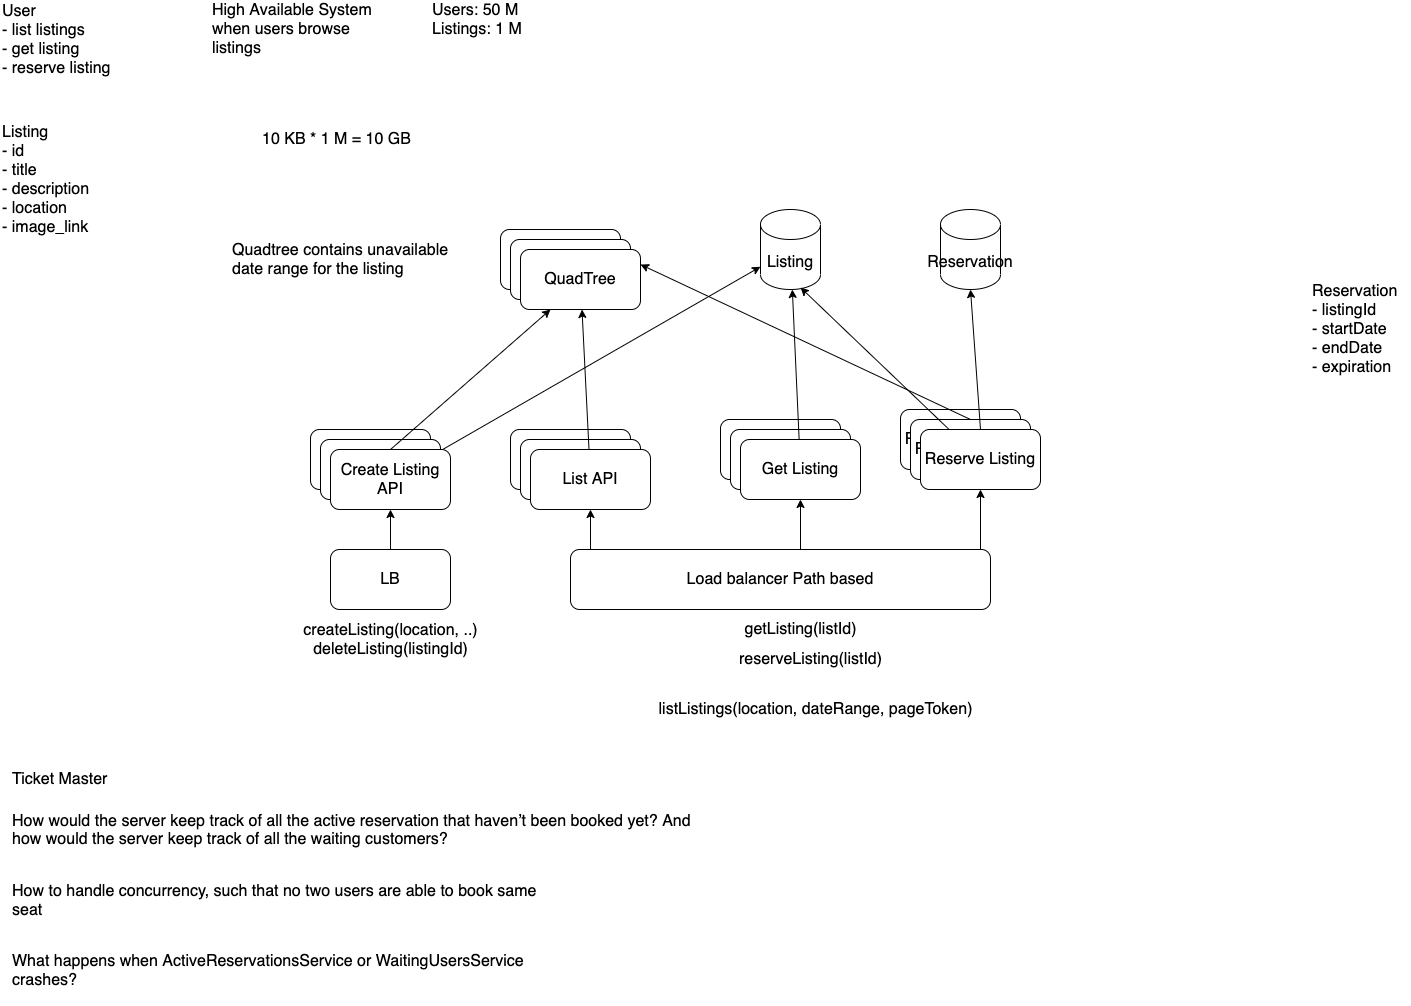 User
- list listings
- get listing
- reserve listing
High Available System
when users browse
listings
Users: 50 M
Listings: 1 M
Listing
- id
- title
- description
- location
- image_link
10 KB * 1 M = 10 GB
Quadtree contains unavailable
date range for the listing
QuadTree
Listing
Reservation
Reservation
- listingId
- startDate
- endDate
- expiration
Create Listing
API
List API
Get Listing
Reserve Listing
LB
Load balancer Path based
createListing(location, ..)
deleteListing(listingId)
getListing(listId)
reserveListing(listId)
listListings(location, dateRange, pageToken)
Ticket Master
How would the server keep track of all the active reservation that haven't been booked yet? And
how would the server keep track of all the waiting customers?
How to handle concurrency, such that no two users are able to book same
seat
What happens when ActiveReservationsService or WaitingUsersService
crashes?